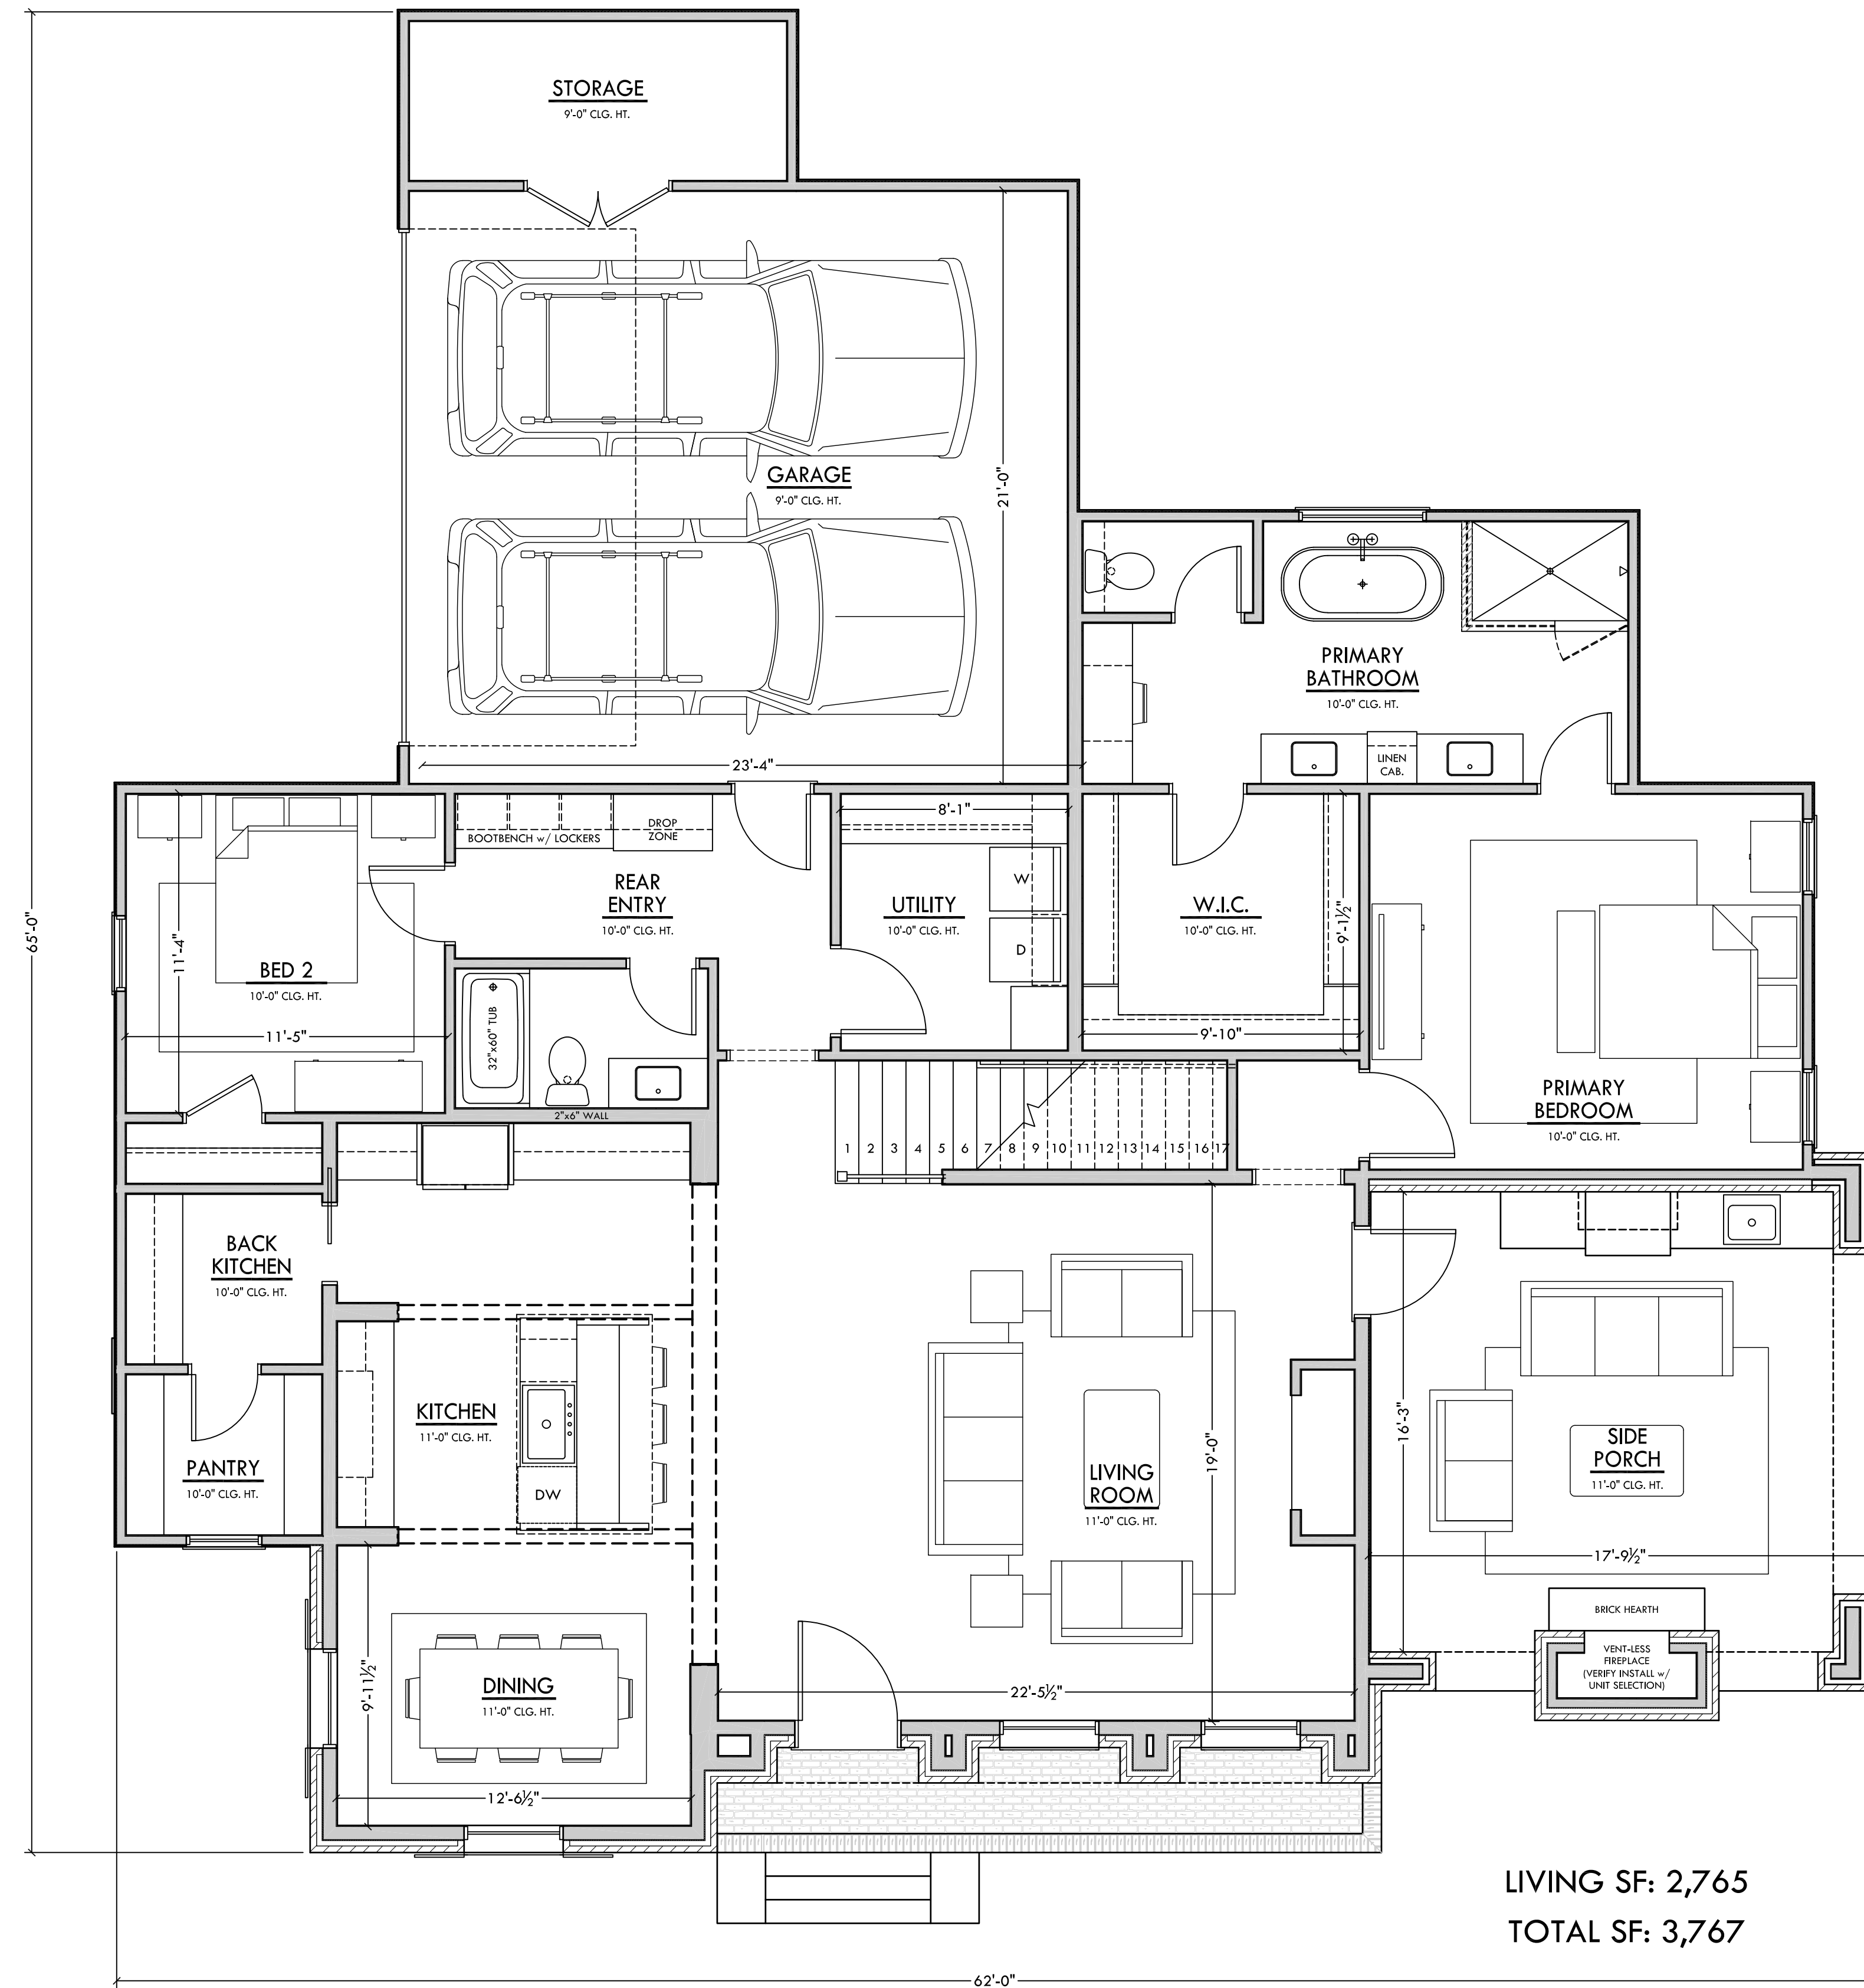 STORAGE
9'-0" CLG. HT.
GARAGE
9'-0" CLG. HT.
21'-0"
23'-4"
65'-0"
PRIMARY
BATHROOM
10'-0" CLG. HT.
LINEN
CAB.
8'-1"
BOOTBENCH w/ LOCKERS
DROP
ZONE
REAR
ENTRY
10'-0" CLG. HT.
UTILITY
10'-0" CLG. HT.
W
D
W.I.C.
10'-0" CLG. HT.
9'-1½"
9'-10"
BED 2
10'-0" CLG. HT.
11'-4"
11'-5"
32"x60" TUB
2"x6" WALL
PRIMARY
BEDROOM
10'-0" CLG. HT.
1 2 3 4 5 6 7 8 9 10 11 12 13 14 15 16 17
BACK
KITCHEN
10'-0" CLG. HT.
PANTRY
10'-0" CLG. HT.
KITCHEN
11'-0" CLG. HT.
DW
LIVING
ROOM
11'-0" CLG. HT.
19'-0"
22'-5½"
16'-3"
SIDE
PORCH
11'-0" CLG. HT.
17'-9½"
BRICK HEARTH
VENT-LESS
FIREPLACE
(VERIFY INSTALL w/
UNIT SELECTION)
DINING
11'-0" CLG. HT.
9'-11½"
12'-6½"
LIVING SF: 2,765
TOTAL SF: 3,767
62'-0"